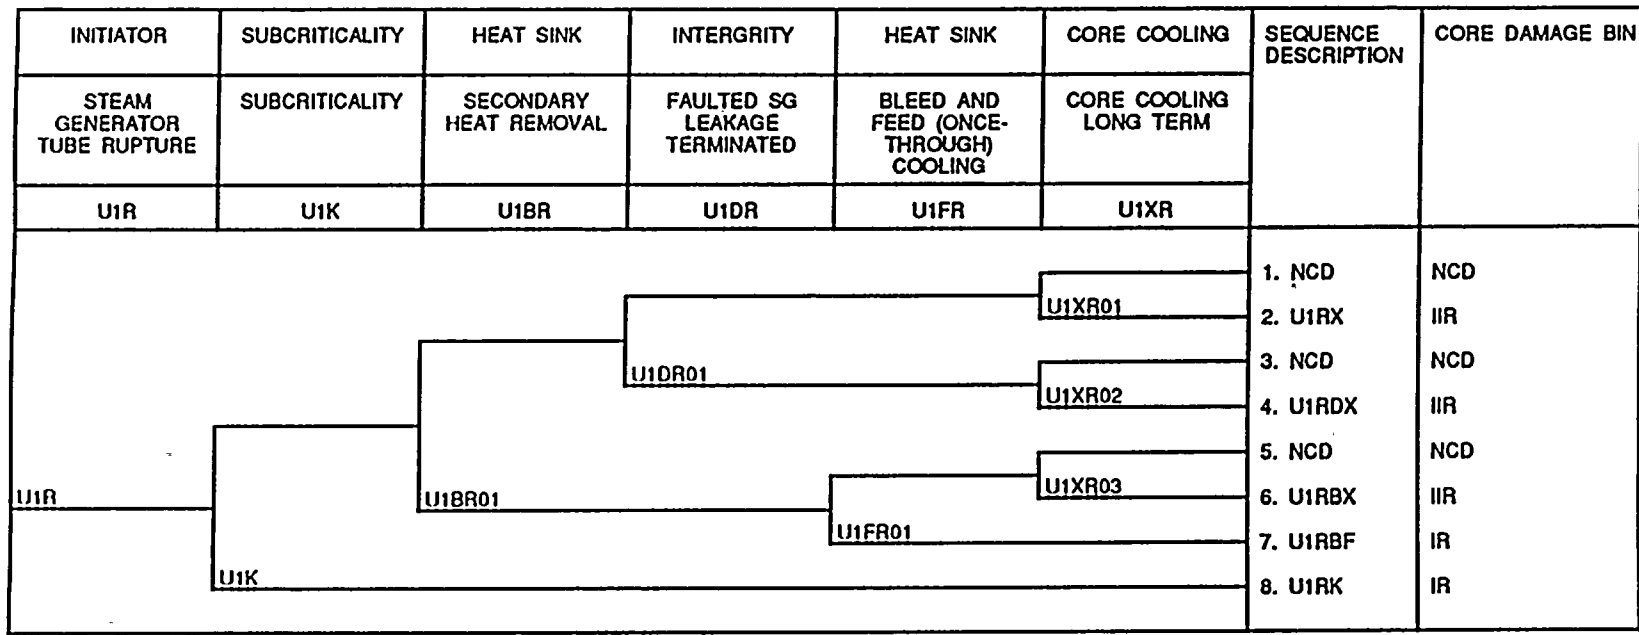 INITIATOR SUBCRITICALITY HEAT SINK INTERGRITY HEAT SINK CORE COOLING SEQUENCE DESCRIPTION CORE DAMAGE BIN
STEAM GENERATOR TUBE RUPTURE
SUBCRITICALITY
SECONDARY HEAT REMOVAL
FAULTED SG LEAKAGE TERMINATED
BLEED AND FEED (ONCE-THROUGH) COOLING
CORE COOLING LONG TERM
U1R U1K U1BR U1DR U1FR U1XR
1. NCD NCD
U1XR01
2. U1RX IIR
3. NCD NCD
U1DR01
U1XR02
4. U1RDX IIR
5. NCD NCD
U1R
U1BR01
U1XR03
6. U1RBX IIR
U1FR01
7. U1RBF IR
U1K
8. U1RK IR